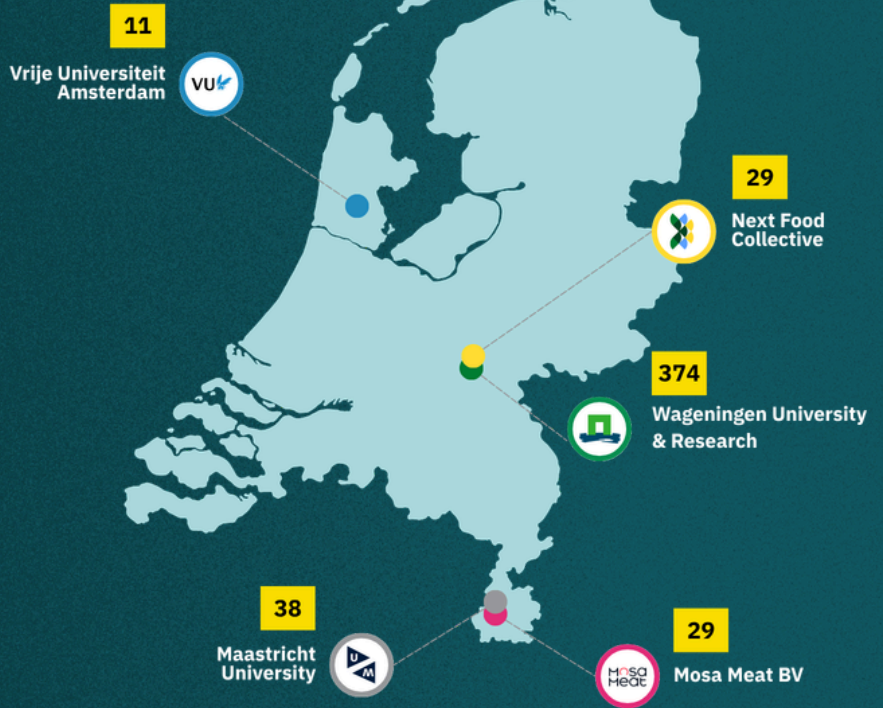 11
Vrije Universiteit
Amsterdam
VU
29
Next Food
Collective
374
Wageningen University
& Research
38
Maastricht
University
U
M
29
Mosa Meat BV
MOSA
MeaT